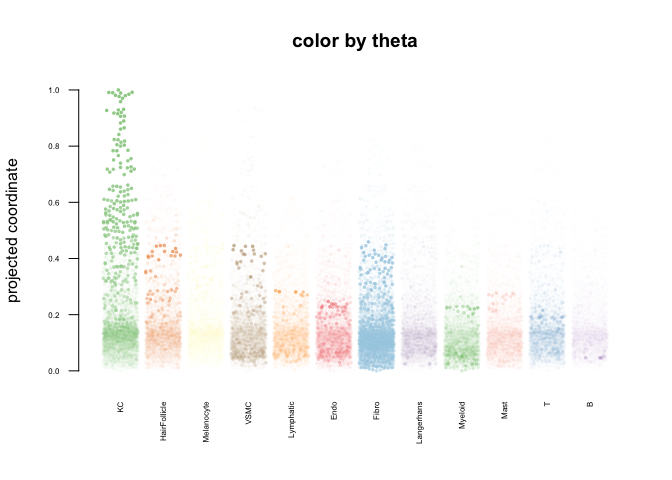 color by theta
projected coordinate
1.0
0.8
0.6
0.4
0.2
0.0
KC
HairFollicle
Melanocyte
VSMC
Lymphatic
Endo
Fibro
Langerhans
Myeloid
Mast
T
B